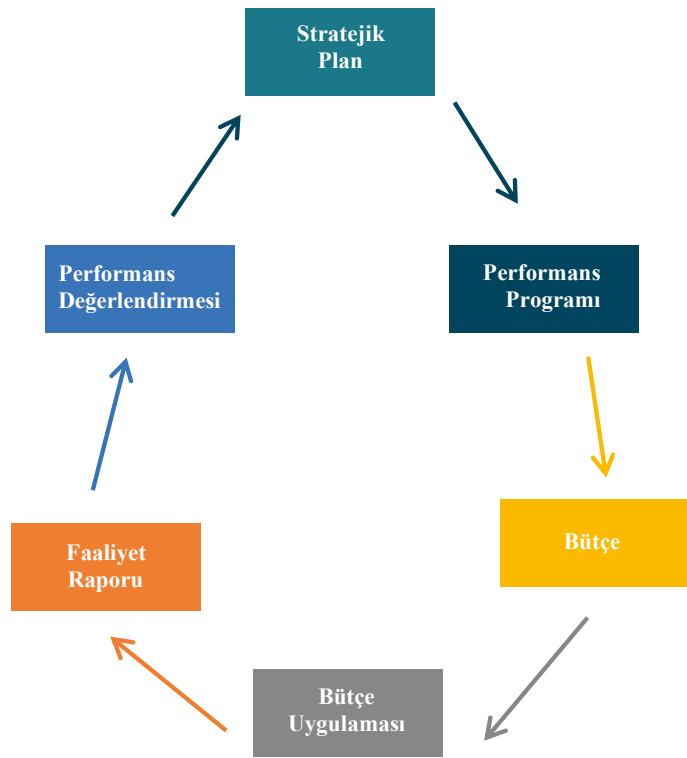 Stratejik
Plan
Performans
Değerlendirmesi
Performans
Programı
Faaliyet
Raporu
Bütçe
Bütçe
Uygulaması